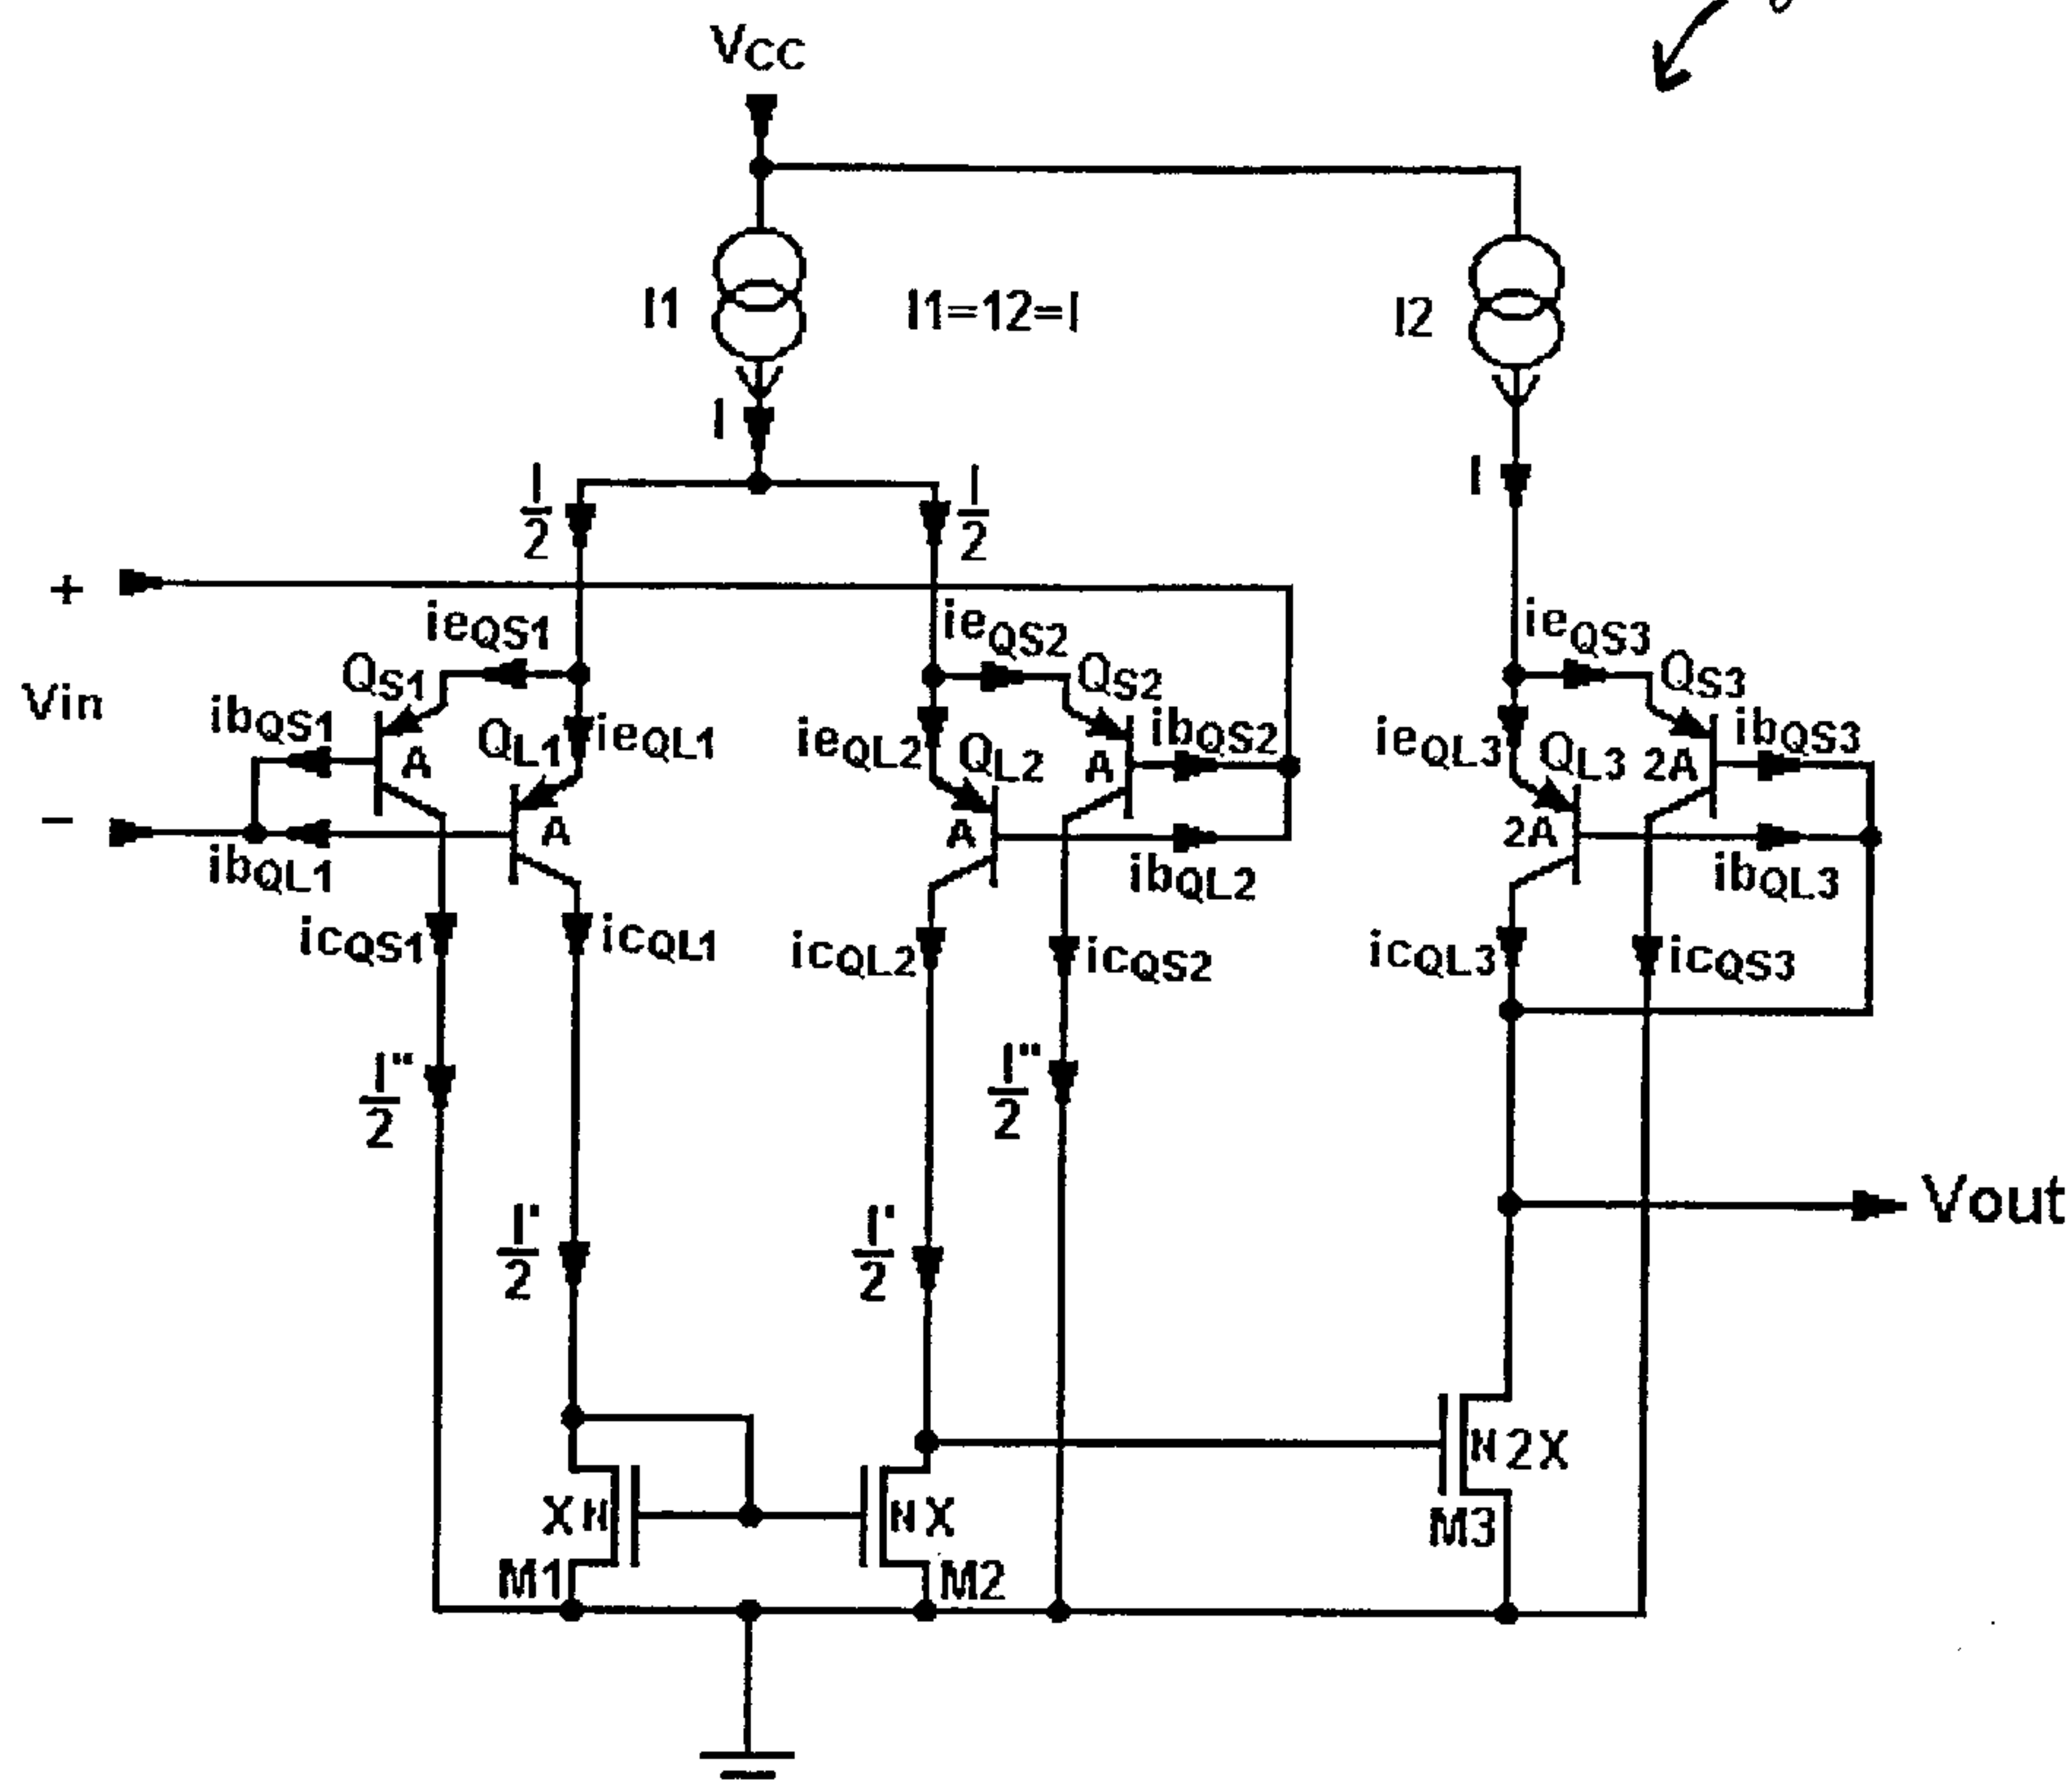 VCC
I1
I1=12=I
I2
I
I
I/2
I/2
+
ieQS1
ieQS2
ieQS3
QS1
QS2
QS3
Vin
ibQS1
QL1
ieQL1
ieQL2
QL2
ibQS2
ieQL3
QL3
2A
ibQS3
A
A
A
A
2A
−
ibQL1
ibQL2
ibQL3
icQS1
icQL1
icQL2
icQS2
icQL3
icQS3
I"/2
I"/2
Vout
I'/2
I'/2
N 2X
X N
N X
M3
M1
M2